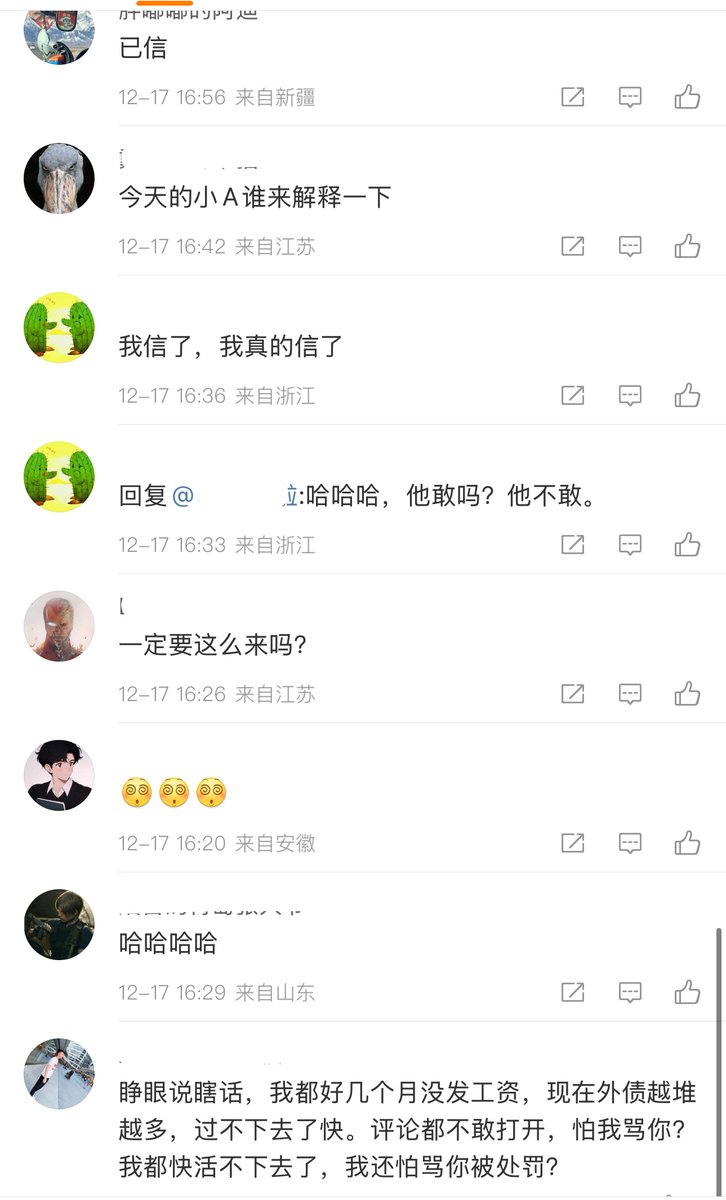 已信
12-17 16:56 来自新疆
今天的小A谁来解释一下
12-17 16:42 来自江苏
我信了，我真的信了
12-17 16:36 来自浙江
回复@ :哈哈哈，他敢吗？他不敢。
12-17 16:33 来自浙江
一定要这么来吗？
12-17 16:26 来自江苏
12-17 16:20 来自安徽
哈哈哈哈
12-17 16:29 来自山东
睁眼说瞎话，我都好几个月没发工资，现在外债越堆
越多，过不下去了快。评论都不敢打开，怕我骂你？
我都快活不下去了，我还怕骂你被处罚？